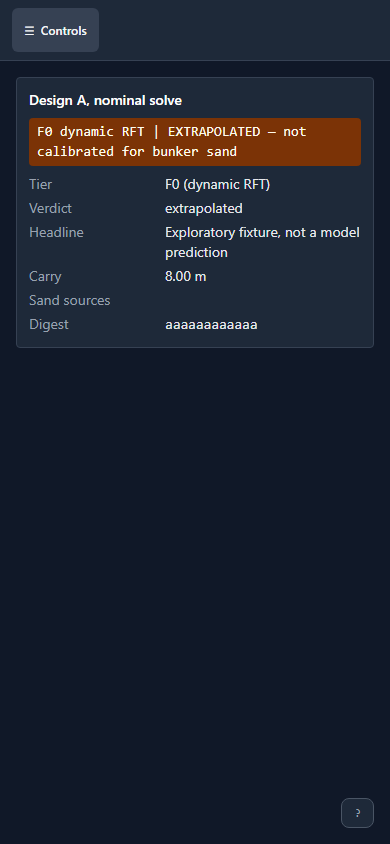 ☰ Controls
Design A, nominal solve
F0 dynamic RFT | EXTRAPOLATED — not
calibrated for bunker sand
Tier F0 (dynamic RFT)
Verdict extrapolated
Headline Exploratory fixture, not a model
prediction
Carry 8.00 m
Sand sources
Digest aaaaaaaaaaaa
?